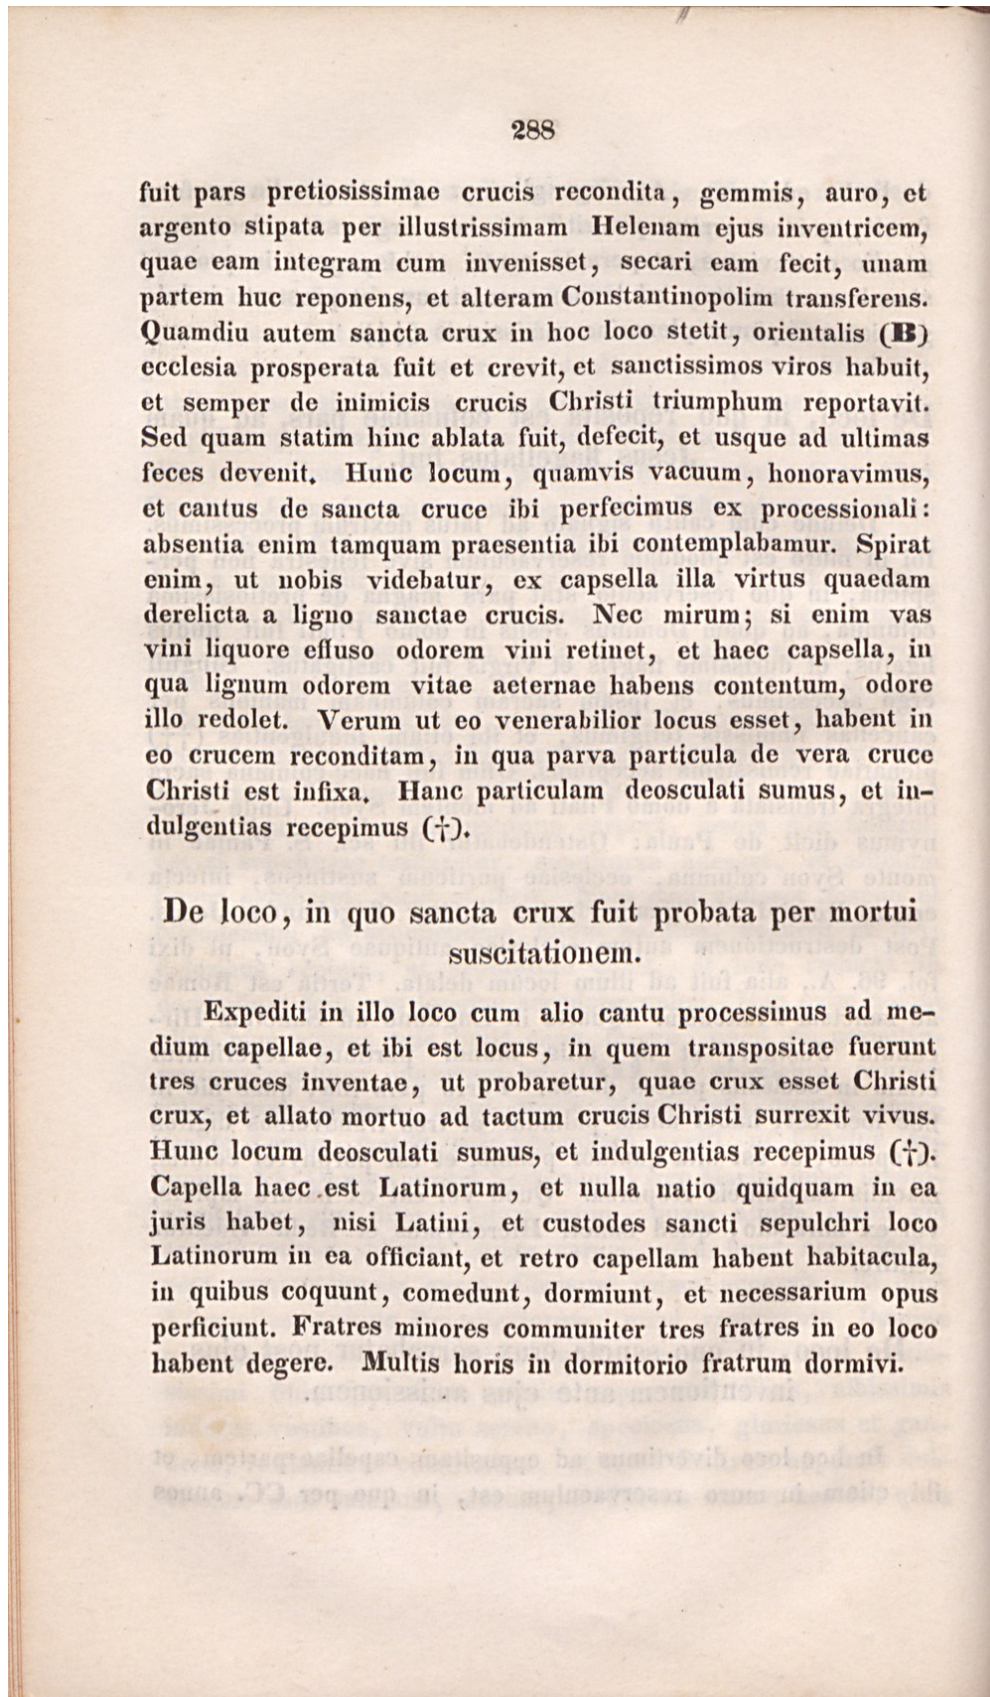 288
fuit pars pretiosissimae crucis recondita, gemmis, auro, et
argento stipata per illustrissimam Helenam ejus inventricem,
quae eam integram cum invenisset, secari eam fecit, unam
partem huc reponens, et alteram Constantinopolim transferens.
Quamdiu autem sancta crux in hoc loco stetit, orientalis (B)
ecclesia prosperata fuit et crevit, et sanctissimos viros habuit,
et semper de inimicis crucis Christi triumphum reportavit.
Sed quam statim hinc ablata fuit, defecit, et usque ad ultimas
feces devenit. Hunc locum, quamvis vacuum, honoravimus,
et cantus de sancta cruce ibi perfecimus ex processionali:
absentia enim tamquam praesentia ibi contemplabamur. Spirat
enim, ut nobis videbatur, ex capsella illa virtus quaedam
derelicta a ligno sanctae crucis. Nec mirum; si enim vas
vini liquore effuso odorem vini retinet, et haec capsella, in
qua lignum odorem vitae aeternae habens contentum, odore
illo redolet. Verum ut eo venerabilior locus esset, habent in
eo crucem reconditam, in qua parva particula de vera cruce
Christi est infixa. Hanc particulam deosculati sumus, et in-
dulgentias recepimus (†).
De loco, in quo sancta crux fuit probata per mortui
suscitationem.
Expediti in illo loco cum alio cantu processimus ad me-
dium capellae, et ibi est locus, in quem transpositae fuerunt
tres cruces inventae, ut probaretur, quae crux esset Christi
crux, et allato mortuo ad tactum crucis Christi surrexit vivus.
Hunc locum deosculati sumus, et indulgentias recepimus (†).
Capella haec est Latinorum, et nulla natio quidquam in ea
juris habet, nisi Latini, et custodes sancti sepulchri loco
Latinorum in ea officiant, et retro capellam habent habitacula,
in quibus coquunt, comedunt, dormiunt, et necessarium opus
perficiunt. Fratres minores communiter tres fratres in eo loco
habent degere. Multis horis in dormitorio fratrum dormivi.